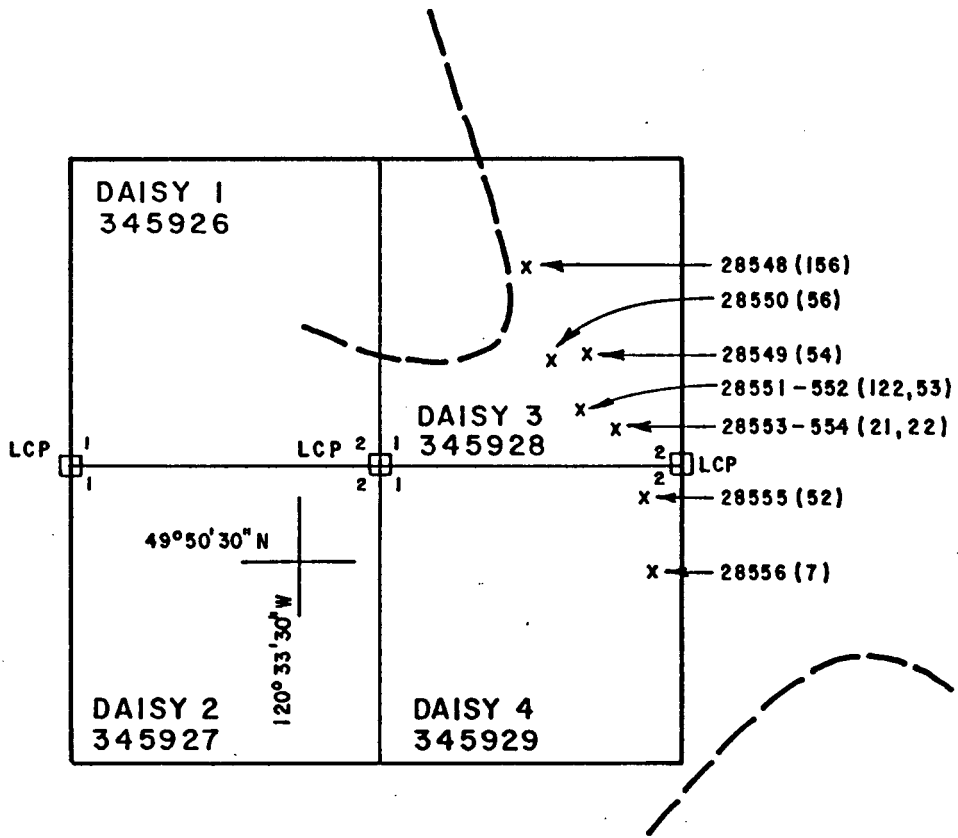 DAISY 1
345926
28548 (156)
28550 (56)
28549 (54)
28551-552 (122,53)
28553-554 (21,22)
DAISY 3
345928
LCP 1
1
LCP 2 1
2 1
2 LCP
2
28555 (52)
49°50'30"N
28556 (7)
120°33'30"W
DAISY 2
345927
DAISY 4
345929